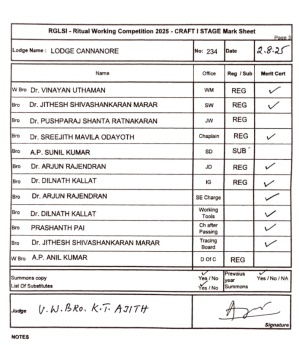 RGLSI - Ritual Working Competition 2025 - CRAFT I STAGE Mark Sheet
Lodge Name : LODGE CANNANORE No: 234 Date 2.8.25
Name Office Reg / Sub Merit Cert
W Bro Dr. VINAYAN UTHAMAN WM REG ✓
Bro Dr. JITHESH SHIVASHANKARAN MARAR SW REG ✓
Bro Dr. PUSHPARAJ SHANTA RATNAKARAN JW REG
Bro Dr. SREEJITH MAVILA ODAYOTH Chaplain REG ✓
Bro A.P. SUNIL KUMAR SD SUB
Bro Dr. ARJUN RAJENDRAN JD REG ✓
Bro Dr. DILNATH KALLAT IG REG ✓
Bro Dr. ARJUN RAJENDRAN SE Charge ✓
Bro Dr. DILNATH KALLAT Working Tools ✓
Bro PRASHANTH PAI Ch after Passing ✓
Bro Dr. JITHESH SHIVASHANKARAN MARAR Tracing Board ✓
W Bro A.P. ANIL KUMAR D Of C REG
Summons copy Yes / No Previous year Summons Yes / No / NA
List Of Substitutes Yes / No
Judge V.W.BRO. K.T. AJITH
Signature
NOTES